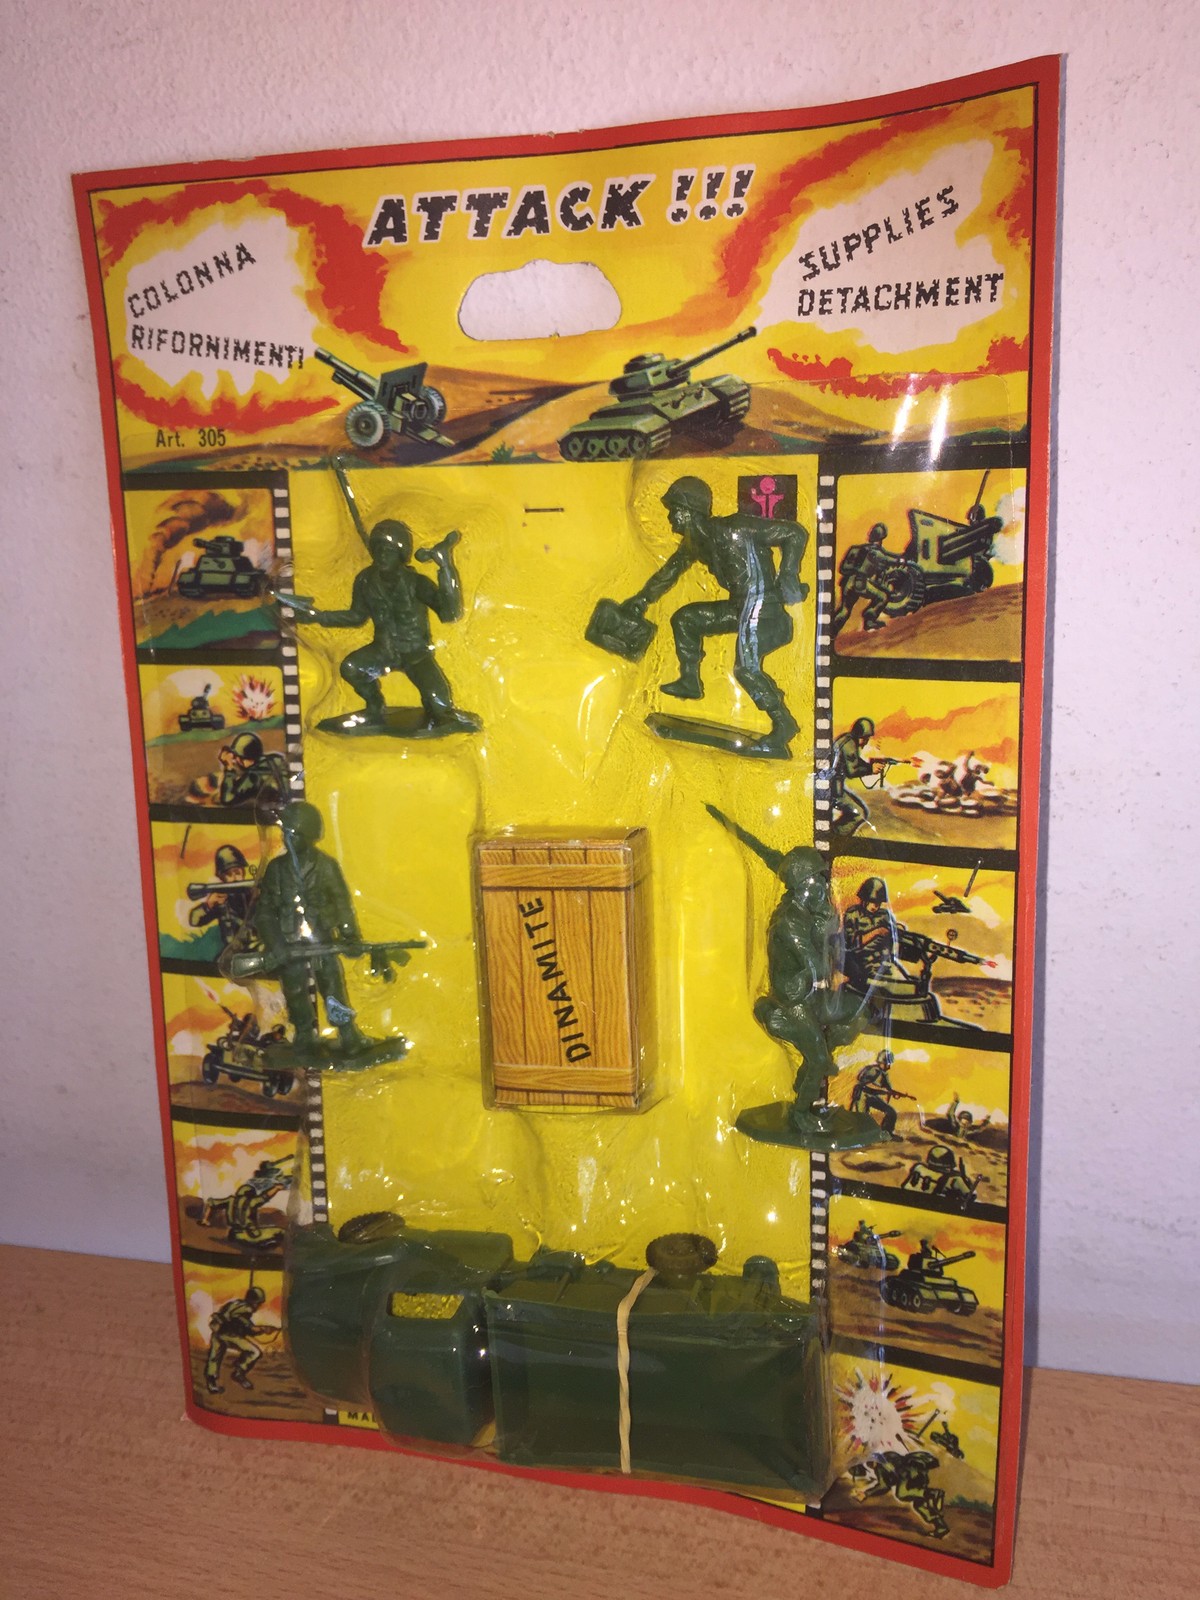 ATTACK !!!
COLONNA
RIFORNIMENTI
SUPPLIES
DETACHMENT
Art. 305
DINAMITE